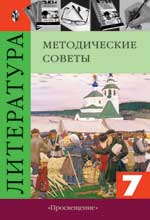 ЛИТЕРАТУРА
МЕТОДИЧЕСКИЕ
СОВЕТЫ
«Просвещение»
7